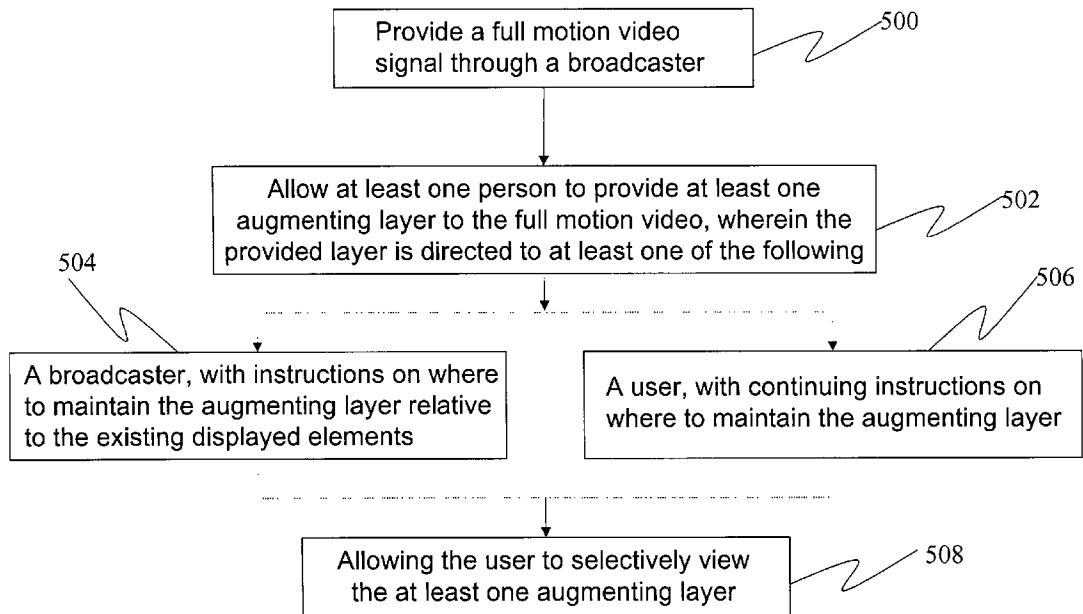 Provide a full motion video
signal through a broadcaster
500
Allow at least one person to provide at least one
augmenting layer to the full motion video, wherein the
provided layer is directed to at least one of the following
502
504
506
A broadcaster, with instructions on where
to maintain the augmenting layer relative
to the existing displayed elements
A user, with continuing instructions on
where to maintain the augmenting layer
Allowing the user to selectively view
the at least one augmenting layer
508